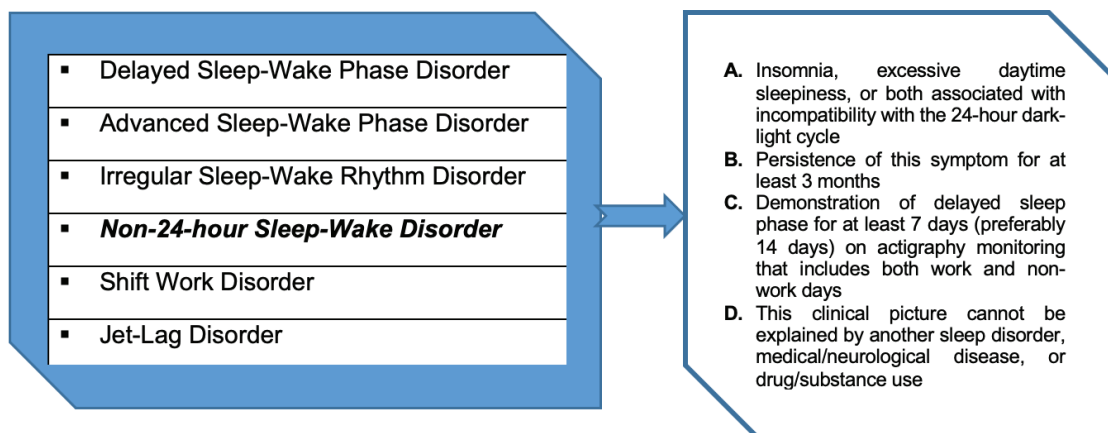 ▪ Delayed Sleep-Wake Phase Disorder
▪ Advanced Sleep-Wake Phase Disorder
▪ Irregular Sleep-Wake Rhythm Disorder
▪ Non-24-hour Sleep-Wake Disorder
▪ Shift Work Disorder
▪ Jet-Lag Disorder
A. Insomnia, excessive daytime
sleepiness, or both associated with
incompatibility with the 24-hour dark-
light cycle
B. Persistence of this symptom for at
least 3 months
C. Demonstration of delayed sleep
phase for at least 7 days (preferably
14 days) on actigraphy monitoring
that includes both work and non-
work days
D. This clinical picture cannot be
explained by another sleep disorder,
medical/neurological disease, or
drug/substance use